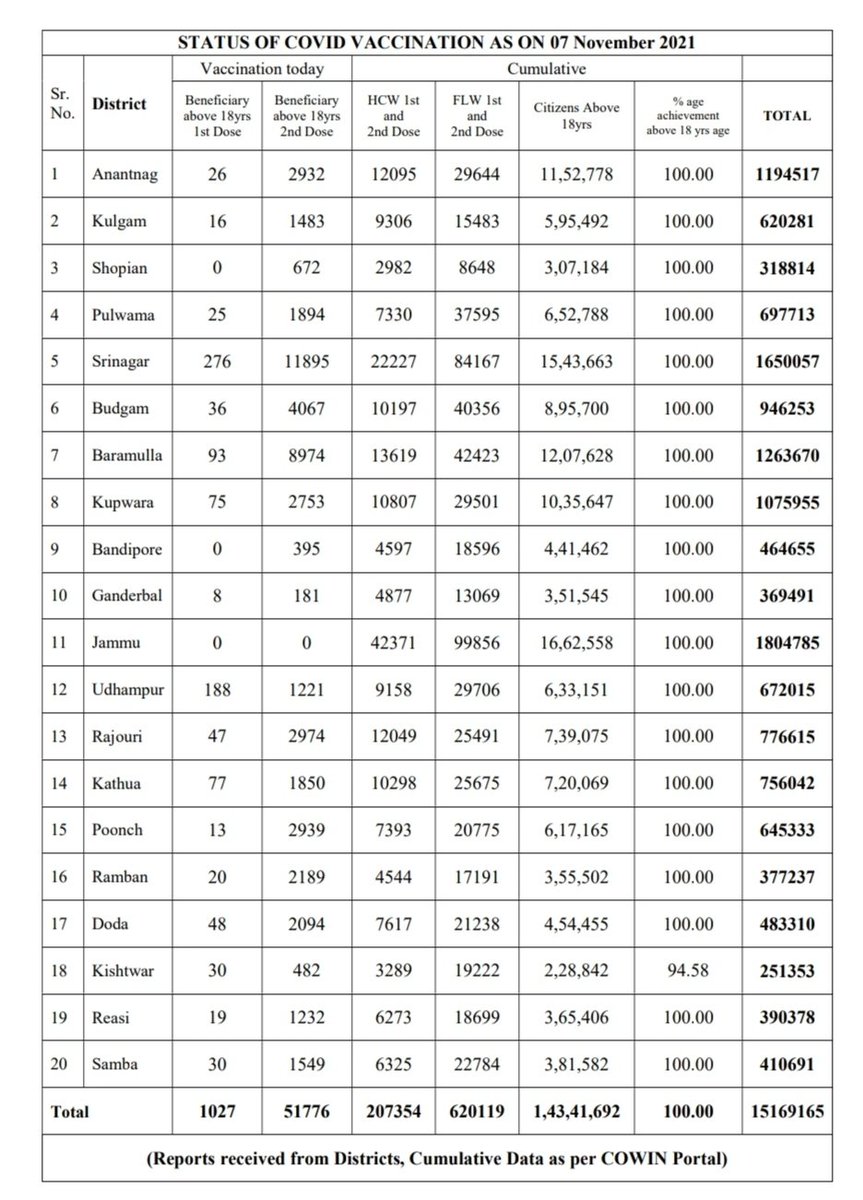 STATUS OF COVID VACCINATION AS ON 07 November 2021
Sr. No. District Vaccination today Cumulative
Beneficiary above 18yrs 1st Dose Beneficiary above 18yrs 2nd Dose HCW 1st and 2nd Dose FLW 1st and 2nd Dose Citizens Above 18yrs % age achievement above 18 yrs age TOTAL
1 Anantnag 26 2932 12095 29644 11,52,778 100.00 1194517
2 Kulgam 16 1483 9306 15483 5,95,492 100.00 620281
3 Shopian 0 672 2982 8648 3,07,184 100.00 318814
4 Pulwama 25 1894 7330 37595 6,52,788 100.00 697713
5 Srinagar 276 11895 22227 84167 15,43,663 100.00 1650057
6 Budgam 36 4067 10197 40356 8,95,700 100.00 946253
7 Baramulla 93 8974 13619 42423 12,07,628 100.00 1263670
8 Kupwara 75 2753 10807 29501 10,35,647 100.00 1075955
9 Bandipore 0 395 4597 18596 4,41,462 100.00 464655
10 Ganderbal 8 181 4877 13069 3,51,545 100.00 369491
11 Jammu 0 0 42371 99856 16,62,558 100.00 1804785
12 Udhampur 188 1221 9158 29706 6,33,151 100.00 672015
13 Rajouri 47 2974 12049 25491 7,39,075 100.00 776615
14 Kathua 77 1850 10298 25675 7,20,069 100.00 756042
15 Poonch 13 2939 7393 20775 6,17,165 100.00 645333
16 Ramban 20 2189 4544 17191 3,55,502 100.00 377237
17 Doda 48 2094 7617 21238 4,54,455 100.00 483310
18 Kishtwar 30 482 3289 19222 2,28,842 94.58 251353
19 Reasi 19 1232 6273 18699 3,65,406 100.00 390378
20 Samba 30 1549 6325 22784 3,81,582 100.00 410691
Total 1027 51776 207354 620119 1,43,41,692 100.00 15169165
(Reports received from Districts, Cumulative Data as per COWIN Portal)